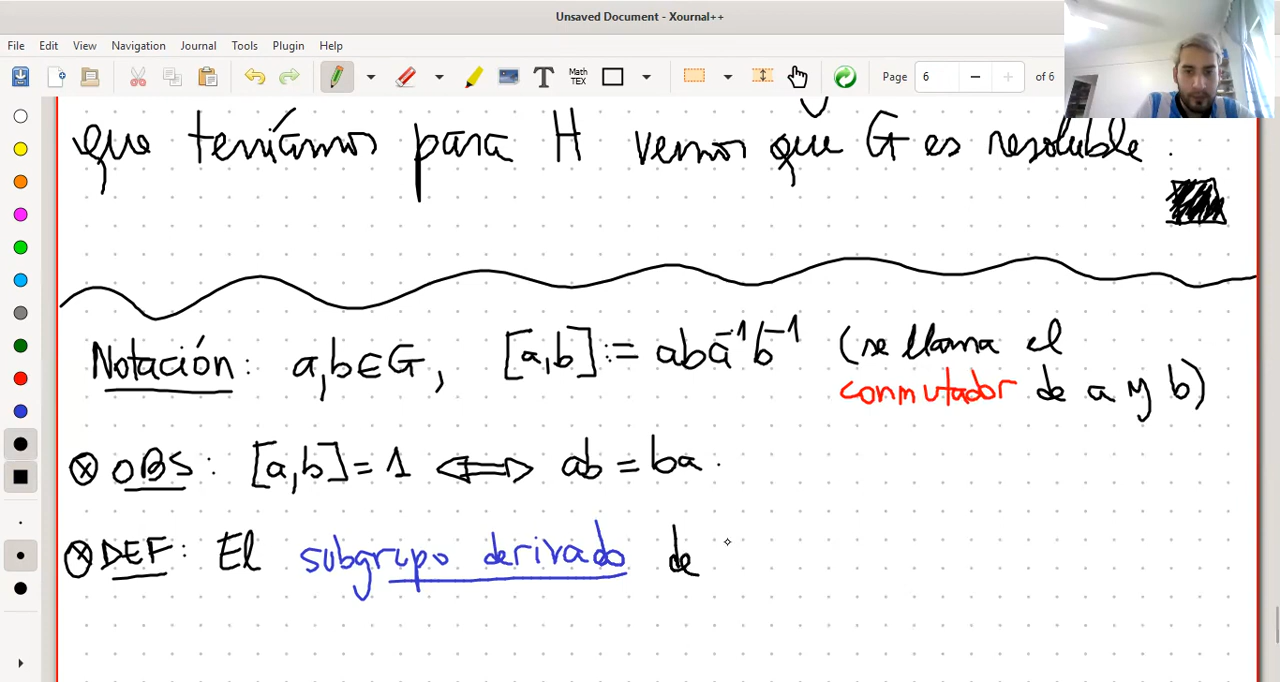 Unsaved Document - Xournal++
File Edit View Navigation Journal Tools Plugin Help
T Math TEX Page 6 of 6
que teníamos para H vemos que G es resoluble.
Notación: a,b∈G, [a,b] := aba⁻¹b⁻¹ (se llama el
conmutador de a y b)
⊗ OBS: [a,b] = 1 ⟺ ab = ba.
⊗ DEF: El subgrupo derivado de